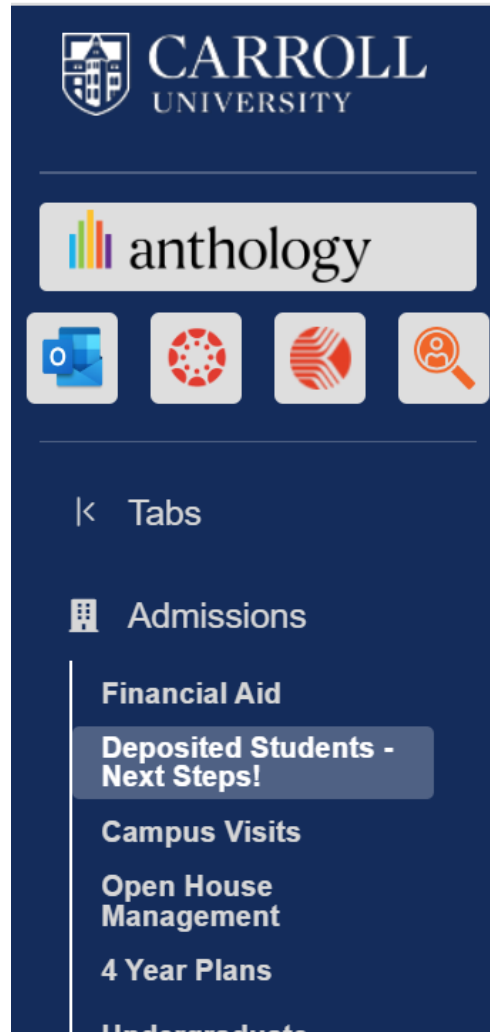 CARROLL
UNIVERSITY
anthology
O
Tabs
Admissions
Financial Aid
Deposited Students -
Next Steps!
Campus Visits
Open House
Management
4 Year Plans
Undergraduate